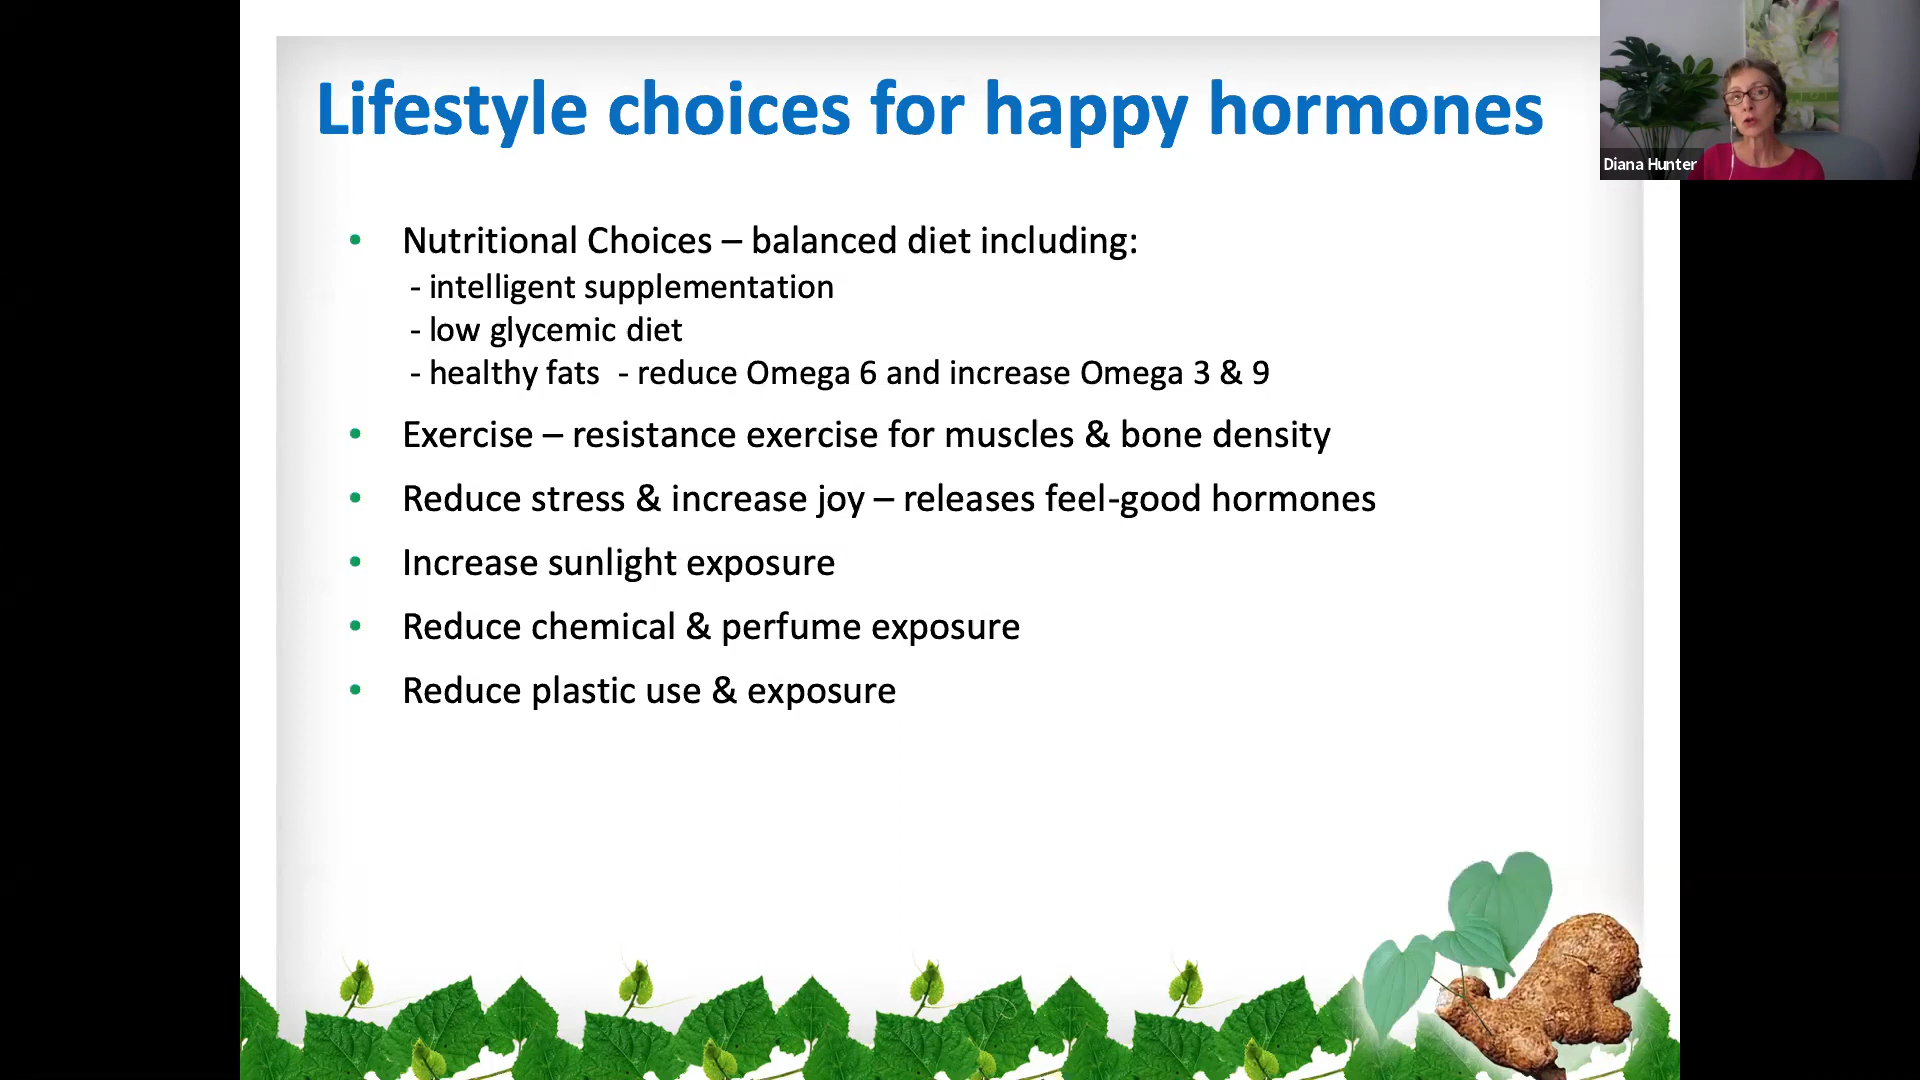 Lifestyle choices for happy hormones
Diana Hunter
• Nutritional Choices – balanced diet including:
- intelligent supplementation
- low glycemic diet
- healthy fats - reduce Omega 6 and increase Omega 3 & 9
• Exercise – resistance exercise for muscles & bone density
• Reduce stress & increase joy – releases feel-good hormones
• Increase sunlight exposure
• Reduce chemical & perfume exposure
• Reduce plastic use & exposure